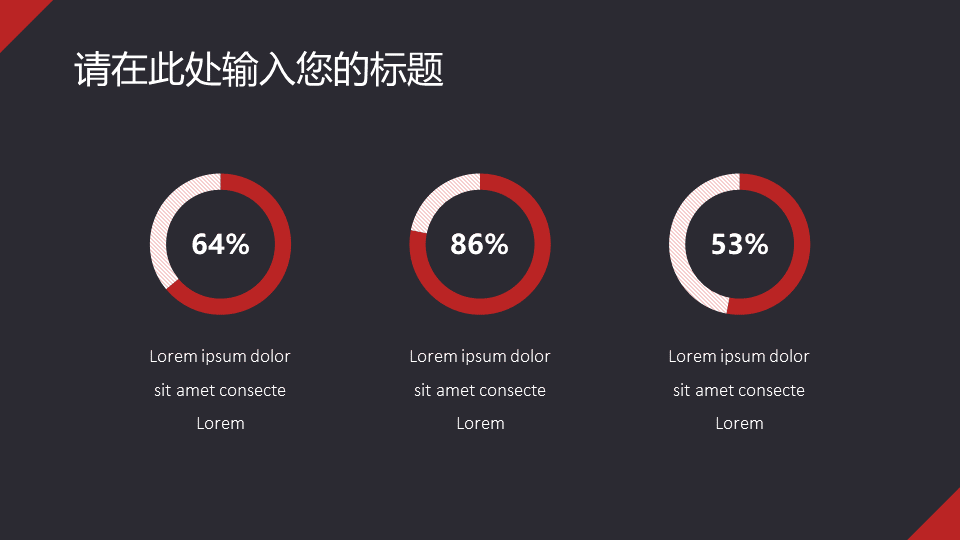 请在此处输入您的标题
64%
86%
53%
Lorem ipsum dolor
sit amet consecte
Lorem
Lorem ipsum dolor
sit amet consecte
Lorem
Lorem ipsum dolor
sit amet consecte
Lorem